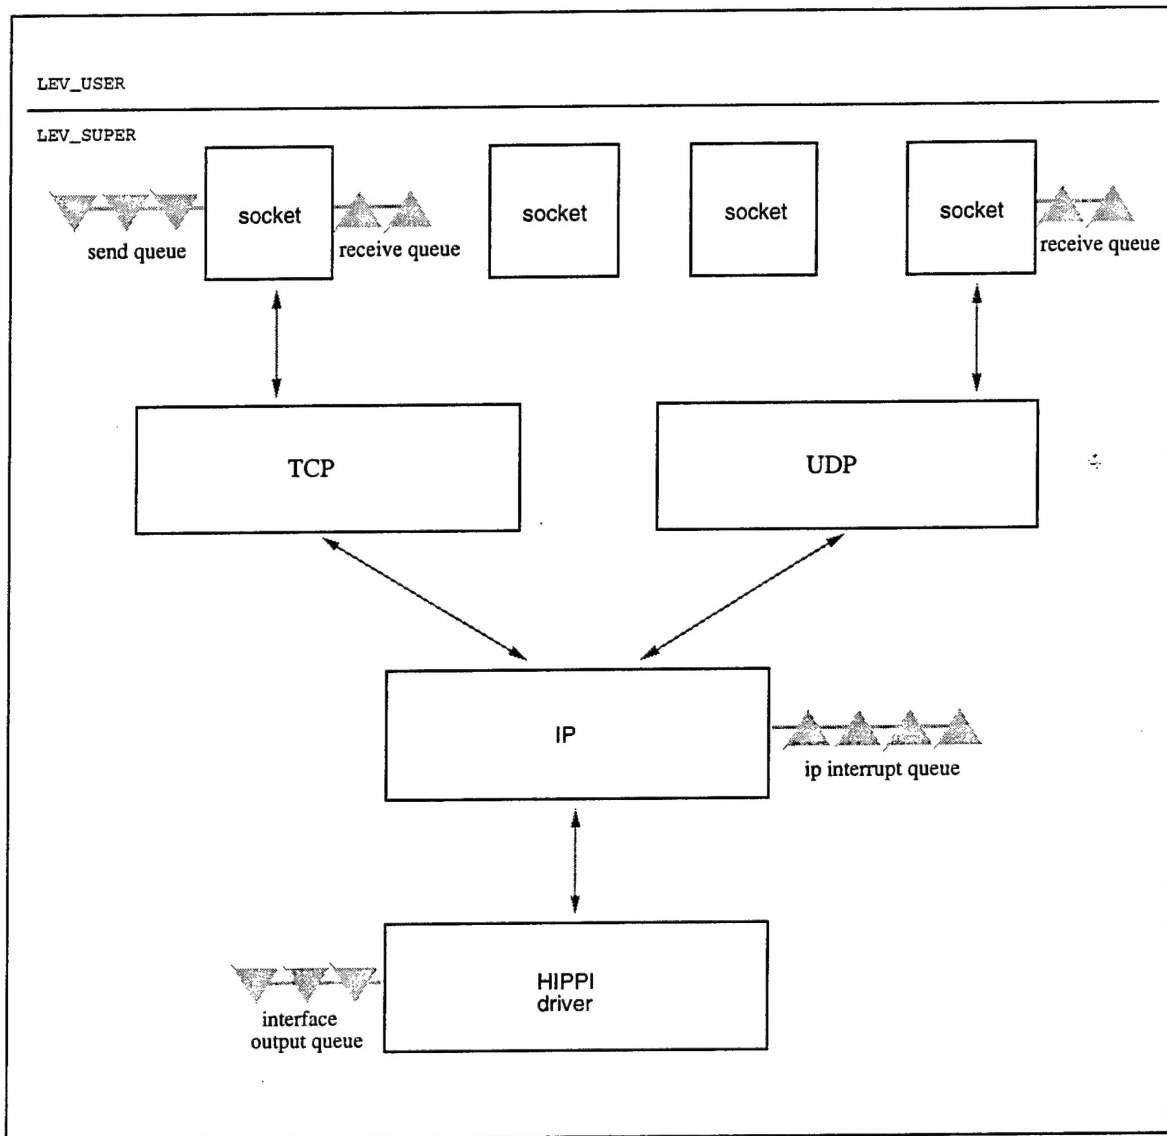 LEV_USER
LEV_SUPER
socket
socket
socket
socket
send queue
receive queue
receive queue
TCP
UDP
IP
ip interrupt queue
HIPPI
driver
interface
output queue